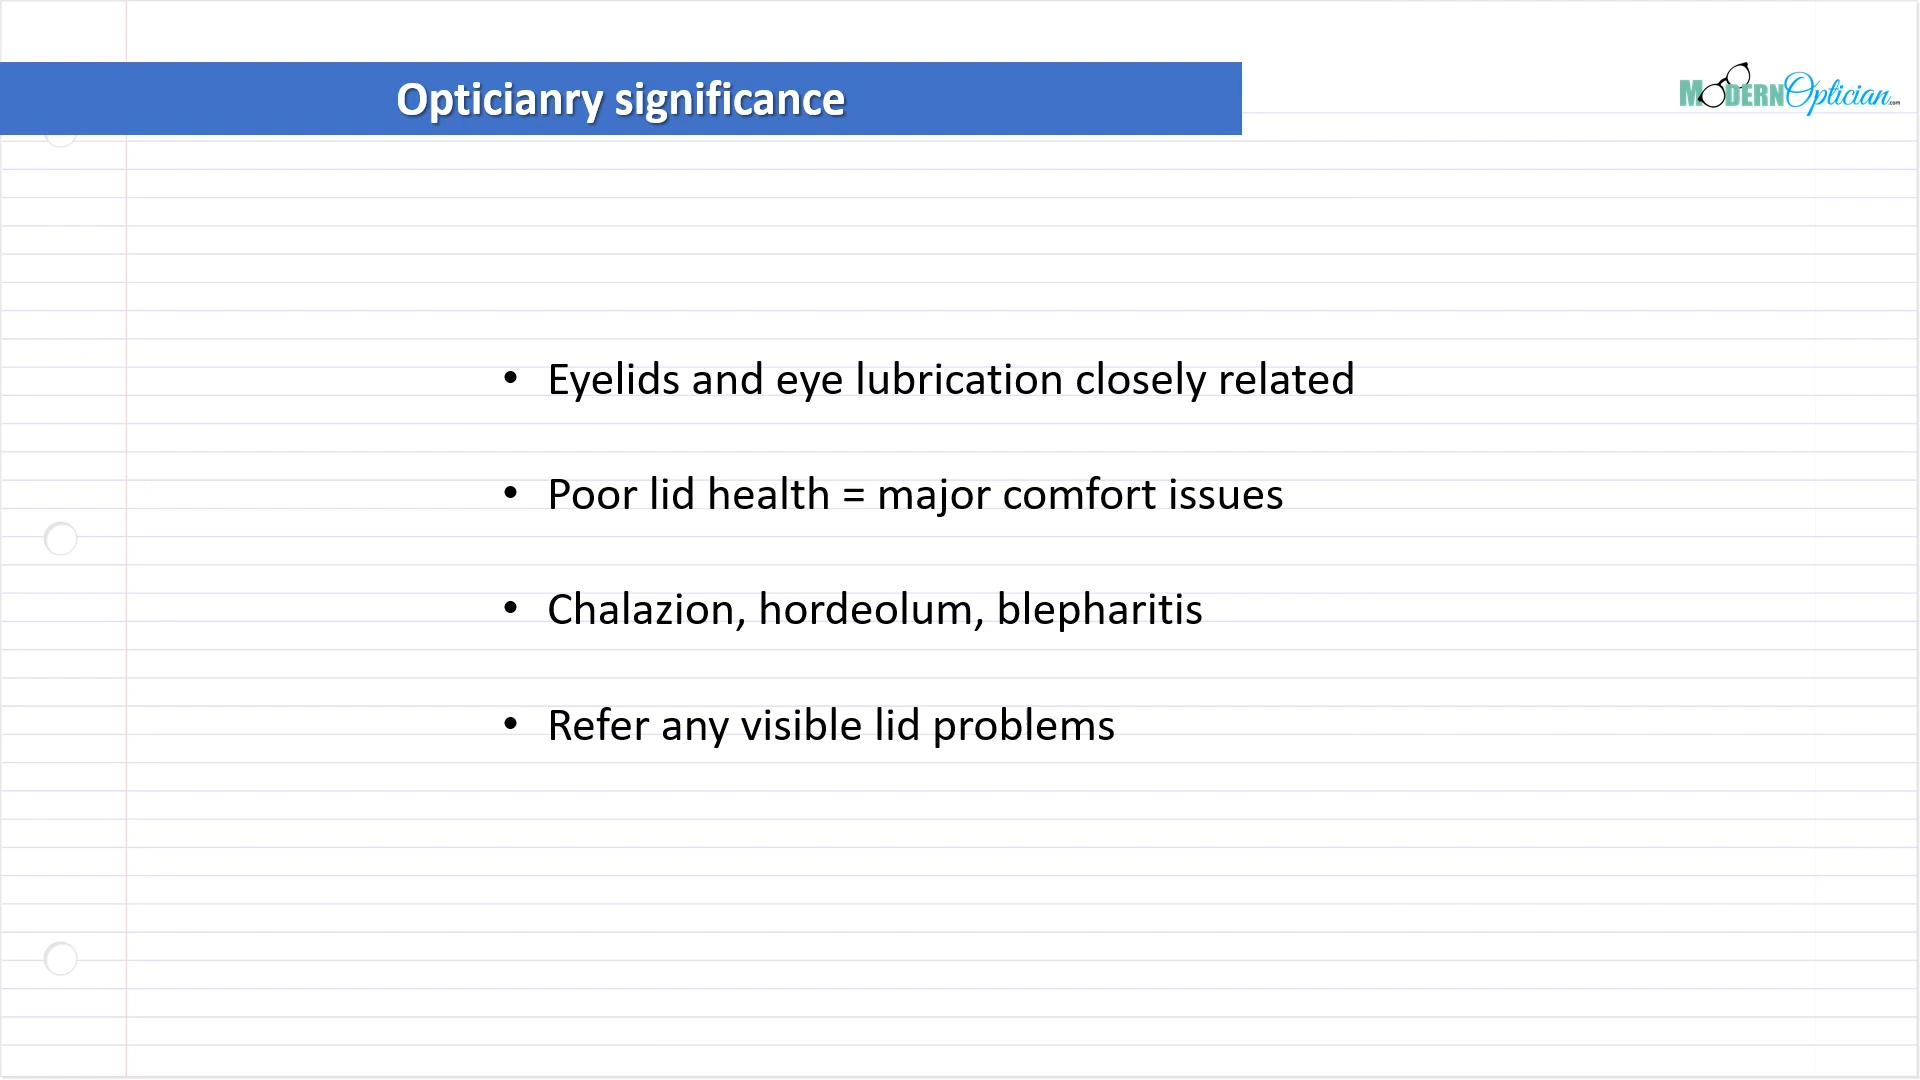 Opticianry significance
MODERNOptician.com
• Eyelids and eye lubrication closely related
• Poor lid health = major comfort issues
• Chalazion, hordeolum, blepharitis
• Refer any visible lid problems